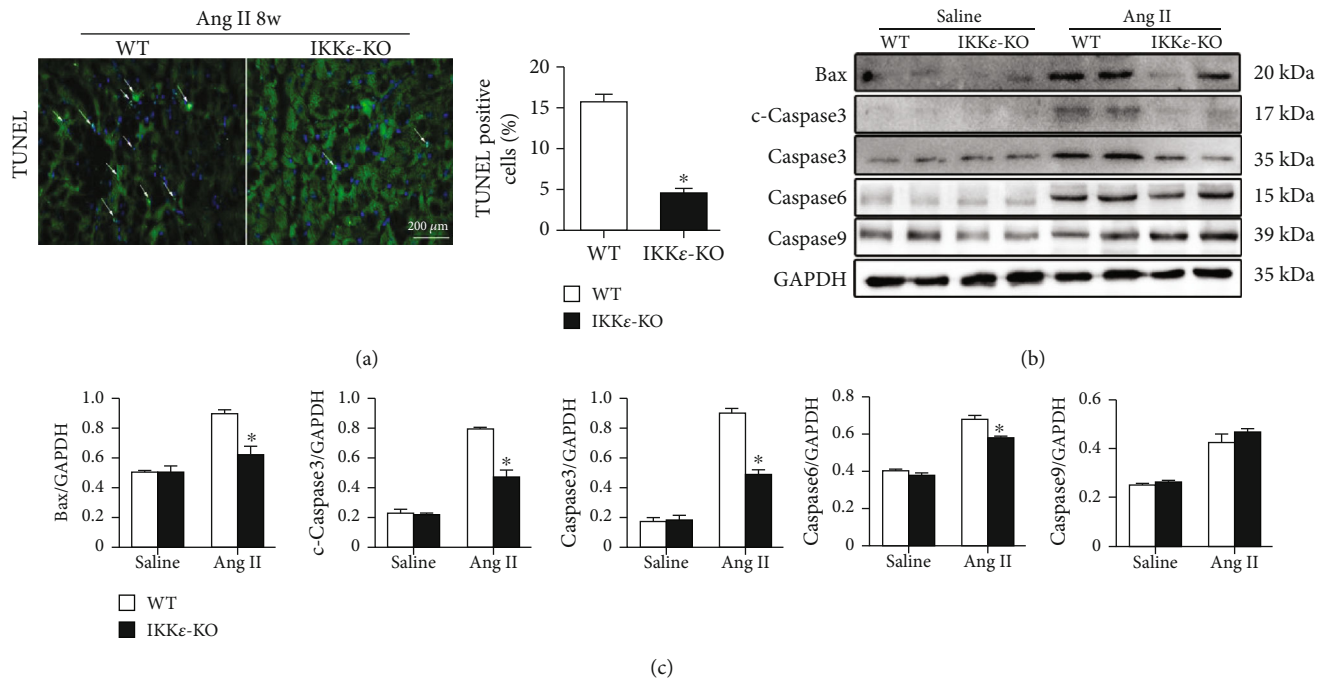 Ang II 8w
WT IKKε-KO
TUNEL
200 μm
TUNEL positive
cells (%)
20
15
10
5
0
*
WT IKKε-KO
WT
IKKε-KO
(a)
Saline Ang II
WT IKKε-KO WT IKKε-KO
Bax 20 kDa
c-Caspase3 17 kDa
Caspase3 35 kDa
Caspase6 15 kDa
Caspase9 39 kDa
GAPDH 35 kDa
(b)
Bax/GAPDH
1.0
0.8
0.6
0.4
0.2
0
*
Saline Ang II
c-Caspase3/GAPDH
1.0
0.8
0.6
0.4
0.2
0
*
Saline Ang II
Caspase3/GAPDH
1.0
0.8
0.6
0.4
0.2
0
*
Saline Ang II
Caspase6/GAPDH
0.8
0.6
0.4
0.2
0
*
Saline Ang II
Caspase9/GAPDH
0.6
0.4
0.2
0
Saline Ang II
WT
IKKε-KO
(c)